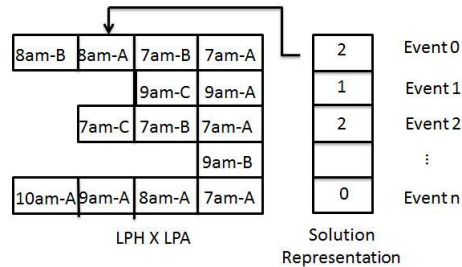 8am-B 8am-A 7am-B 7am-A 2 Event 0
9am-C 9am-A 1 Event 1
7am-C 7am-B 7am-A 2 Event 2
9am-B ⋮
10am-A 9am-A 8am-A 7am-A 0 Event n
LPH X LPA Solution
Representation